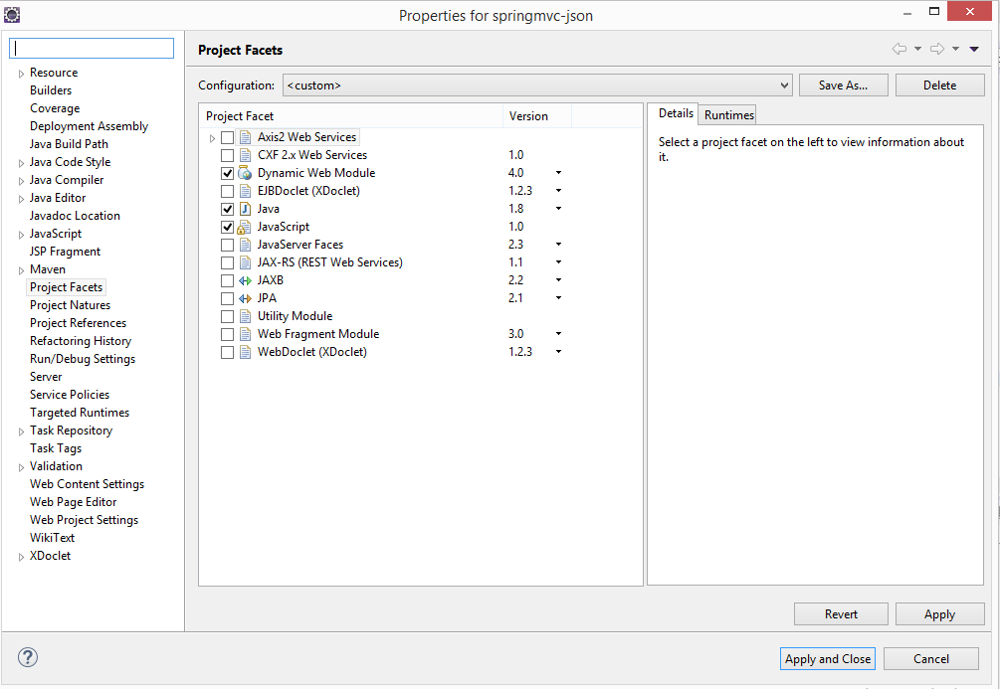 Properties for springmvc-json
Project Facets
Resource
Builders
Coverage
Deployment Assembly
Java Build Path
Java Code Style
Java Compiler
Java Editor
Javadoc Location
JavaScript
JSP Fragment
Maven
Project Facets
Project Natures
Project References
Refactoring History
Run/Debug Settings
Server
Service Policies
Targeted Runtimes
Task Repository
Task Tags
Validation
Web Content Settings
Web Page Editor
Web Project Settings
WikiText
XDoclet
Configuration: <custom> Save As... Delete
Project Facet Version
Axis2 Web Services
CXF 2.x Web Services 1.0
Dynamic Web Module 4.0
EJBDoclet (XDoclet) 1.2.3
Java 1.8
JavaScript 1.0
JavaServer Faces 2.3
JAX-RS (REST Web Services) 1.1
JAXB 2.2
JPA 2.1
Utility Module
Web Fragment Module 3.0
WebDoclet (XDoclet) 1.2.3
Details Runtimes
Select a project facet on the left to view information about
it.
Revert Apply
? Apply and Close Cancel